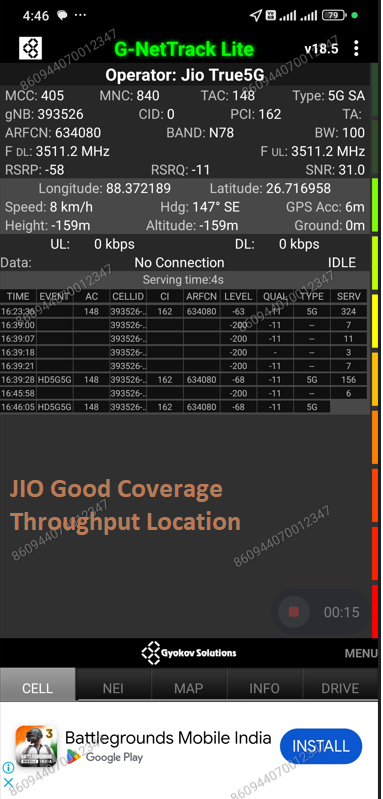 4:46
79
860944070012347
G-NetTrack Lite
v18.5
Operator: Jio True5G
MCC: 405 MNC: 840 TAC: 148 Type: 5G SA
gNB: 393526 CID: 0 PCI: 162 TA:
ARFCN: 634080 BAND: N78 BW: 100
F DL: 3511.2 MHz F UL: 3511.2 MHz
RSRP: -58 RSRQ: -11 SNR: 31.0
860944070012347
Longitude: 88.372189 Latitude: 26.716958
Speed: 8 km/h Hdg: 147° SE GPS Acc: 6m
Height: -159m Altitude: -159m Ground: 0m
UL: 0 kbps DL: 0 kbps
Data: No Connection IDLE
Serving time:4s
860944070012347
860944070012347
TIME EVENT AC CELLID CI ARFCN LEVEL QUAL TYPE SERV
16:23:36 148 393526-.. 162 634080 -63 -11 5G 324
16:39:00 -200 -11 -- 7
16:39:07 -200 -11 -- 11
16:39:18 -200 - -- 3
16:39:21 -200 -11 -- 7
16:39:28 HD5G5G 148 393526-.. 162 634080 -68 -11 5G 156
16:45:58 -200 -11 -- 6
16:46:05 HD5G5G 148 393526-.. 162 634080 -68 -11 5G
JIO Good Coverage
Throughput Location
860944070012347
860944070012347
00:15
Gyokov Solutions
MENU
CELL NEI MAP INFO DRIVE
Battlegrounds Mobile India
Google Play
INSTALL
3
860944070012347
860944070012347